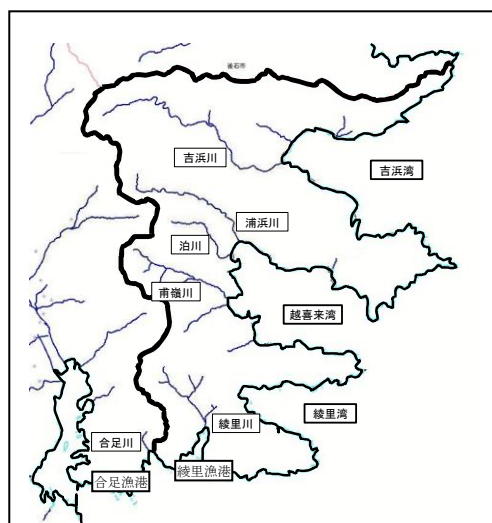 釜石市
吉浜川
吉浜湾
浦浜川
泊川
甫嶺川
越喜来湾
綾里湾
綾里川
合足川
綾里漁港
合足漁港